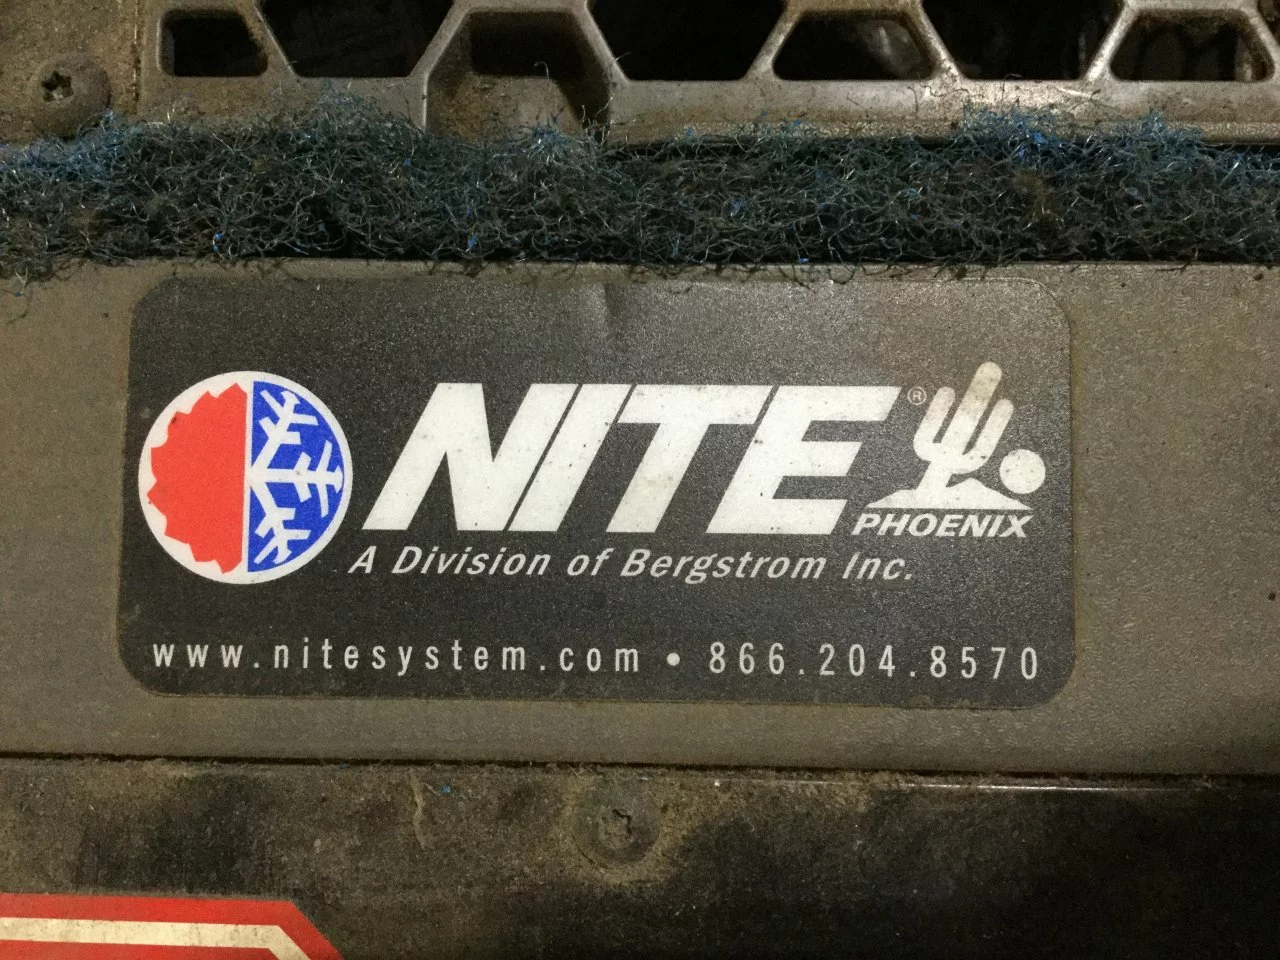 NITE®
PHOENIX
A Division of Bergstrom Inc.
www.nitesystem.com • 866.204.8570